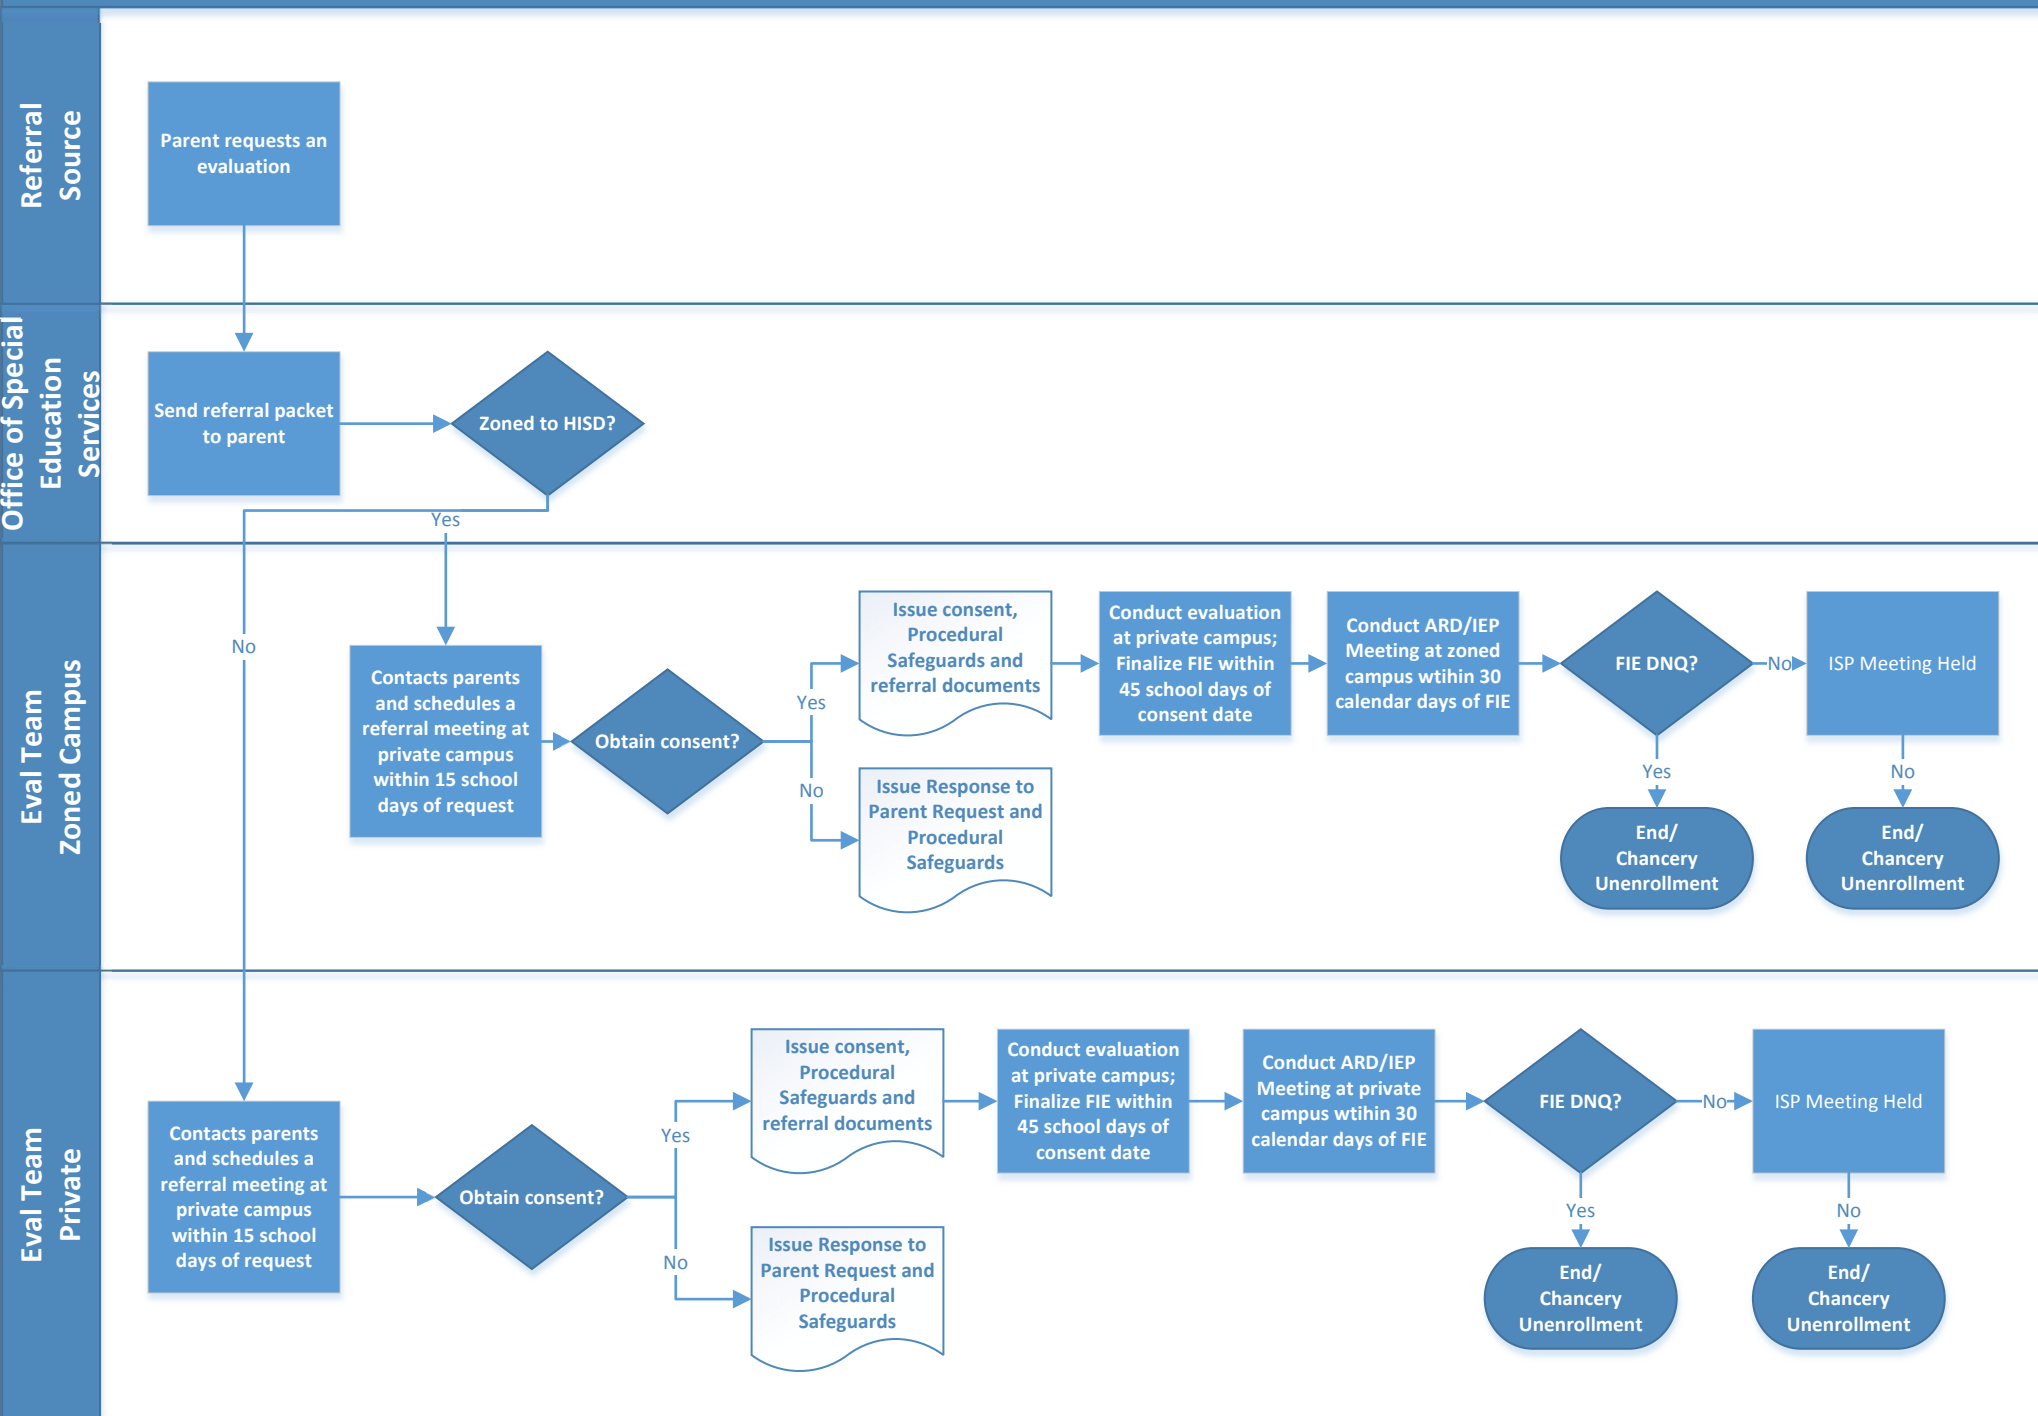 Referral
Source
Parent requests an
evaluation
Office of Special
Education
Services
Send referral packet
to parent
Zoned to HISD?
Yes
No
Eval Team
Zoned Campus
Contacts parents
and schedules a
referral meeting at
private campus
within 15 school
days of request
Obtain consent?
Yes
No
Issue consent,
Procedural
Safeguards and
referral documents
Issue Response to
Parent Request and
Procedural
Safeguards
Conduct evaluation
at private campus;
Finalize FIE within
45 school days of
consent date
Conduct ARD/IEP
Meeting at zoned
campus wtihin 30
calendar days of FIE
FIE DNQ?
No
ISP Meeting Held
Yes
No
End/
Chancery
Unenrollment
End/
Chancery
Unenrollment
Eval Team
Private
Contacts parents
and schedules a
referral meeting at
private campus
within 15 school
days of request
Obtain consent?
Yes
No
Issue consent,
Procedural
Safeguards and
referral documents
Issue Response to
Parent Request and
Procedural
Safeguards
Conduct evaluation
at private campus;
Finalize FIE within
45 school days of
consent date
Conduct ARD/IEP
Meeting at private
campus wtihin 30
calendar days of FIE
FIE DNQ?
No
ISP Meeting Held
Yes
No
End/
Chancery
Unenrollment
End/
Chancery
Unenrollment